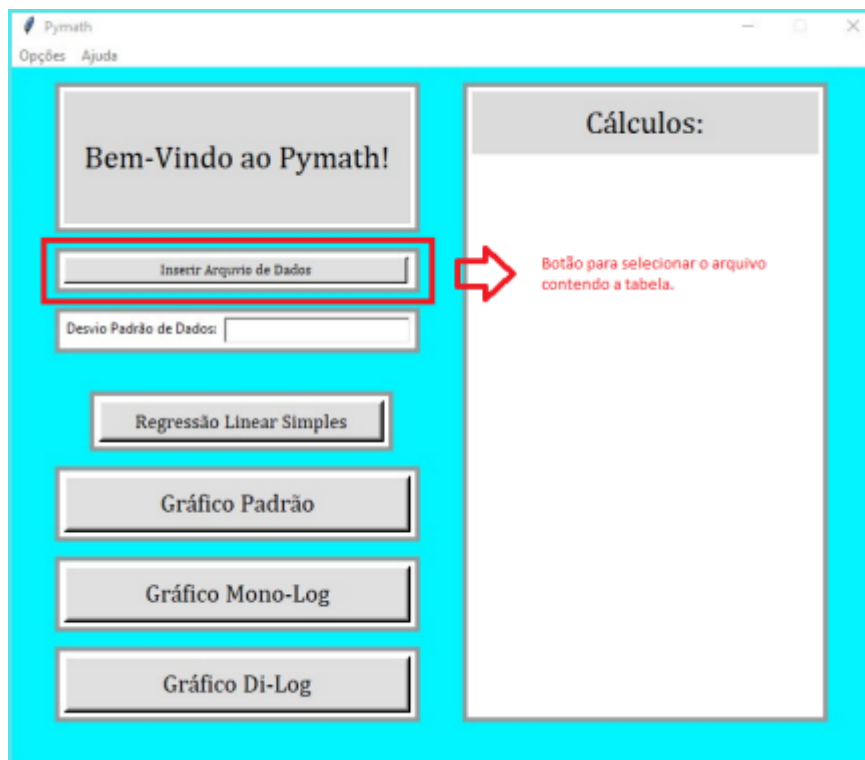 Pymath
Opções Ajuda
Bem-Vindo ao Pymath!
Inserir Arquvio de Dados
Desvio Padrão de Dados:
Regressão Linear Simples
Gráfico Padrão
Gráfico Mono-Log
Gráfico Di-Log
Cálculos:
Botão para selecionar o arquivo
contendo a tabela.